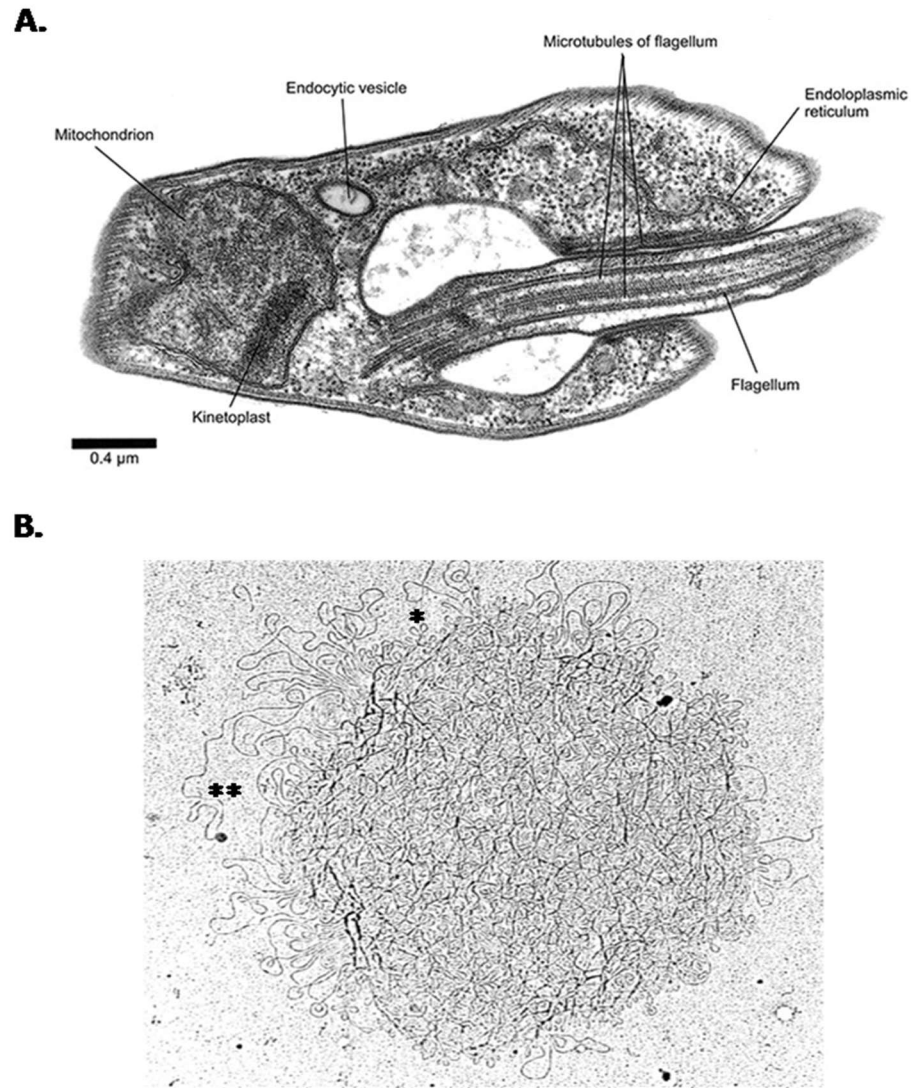 A.
Microtubules of flagellum
Endocytic vesicle
Endoloplasmic
reticulum
Mitochondrion
Flagellum
Kinetoplast
0.4 µm
B.
*
**